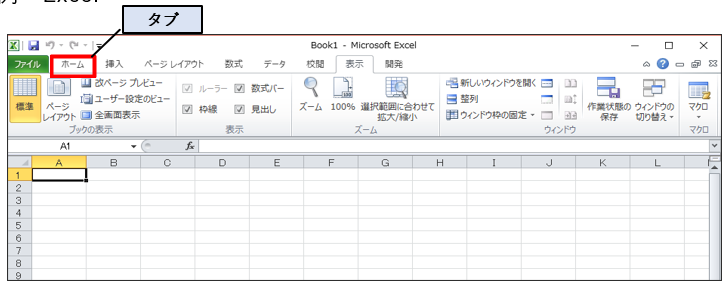 Excel
タブ
Book1 - Microsoft Excel
ファイル ホーム 挿入 ページ レイアウト 数式 データ 校閲 表示 開発
標準
ページ レイアウト
改ページ プレビュー
ユーザー設定のビュー
全画面表示
ブックの表示
ルーラー 数式バー
枠線 見出し
表示
ズーム 100% 選択範囲に合わせて
拡大/縮小
ズーム
新しいウィンドウを開く
整列
ウィンドウ枠の固定
作業状態の
保存
ウィンドウの
切り替え
ウィンドウ
マクロ
マクロ
A1 fx
A B C D E F G H I J K L
1
2
3
4
5
6
7
8
9